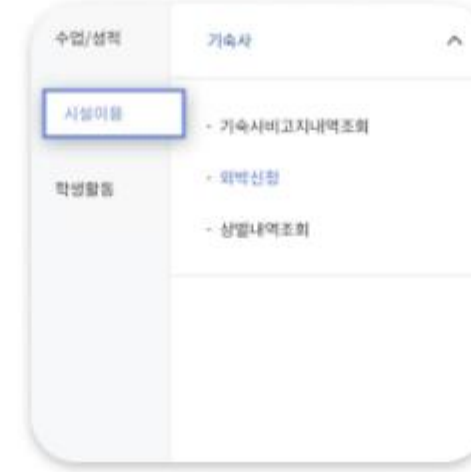 수업/성적
시설이용
학생활동
기숙사
- 기숙사비고지내역조회
- 외박신청
- 상벌내역조회